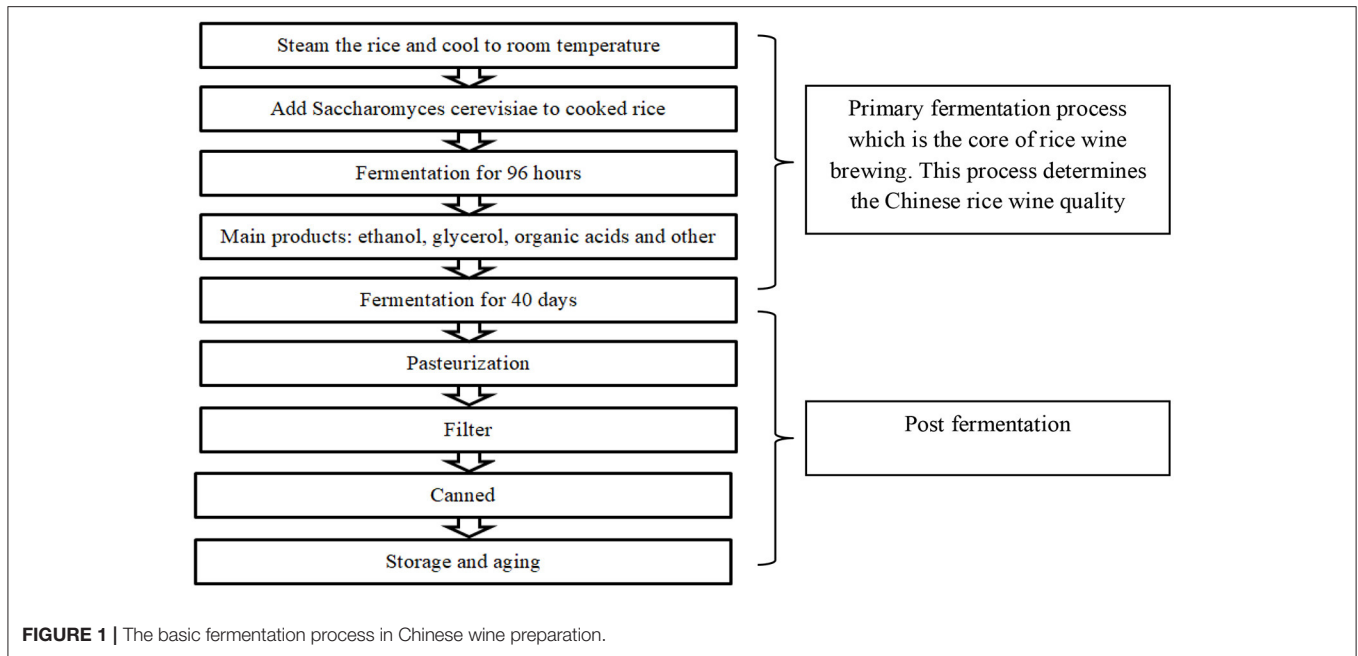 Steam the rice and cool to room temperature
Add Saccharomyces cerevisiae to cooked rice
Fermentation for 96 hours
Main products: ethanol, glycerol, organic acids and other
Fermentation for 40 days
Pasteurization
Filter
Canned
Storage and aging
Primary fermentation process
which is the core of rice wine
brewing. This process determines
the Chinese rice wine quality
Post fermentation
FIGURE 1 | The basic fermentation process in Chinese wine preparation.